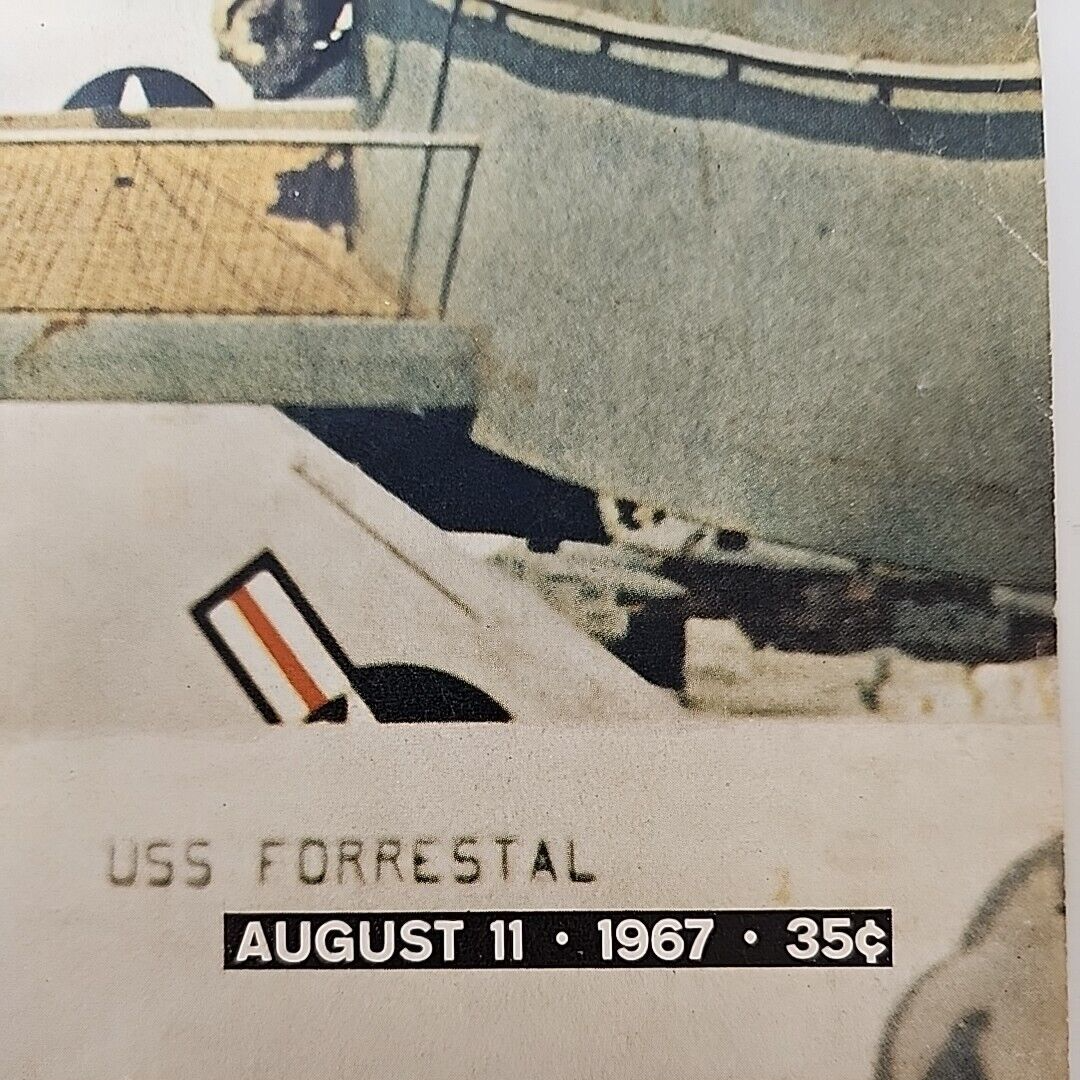 USS FORRESTAL
AUGUST 11 · 1967 · 35¢